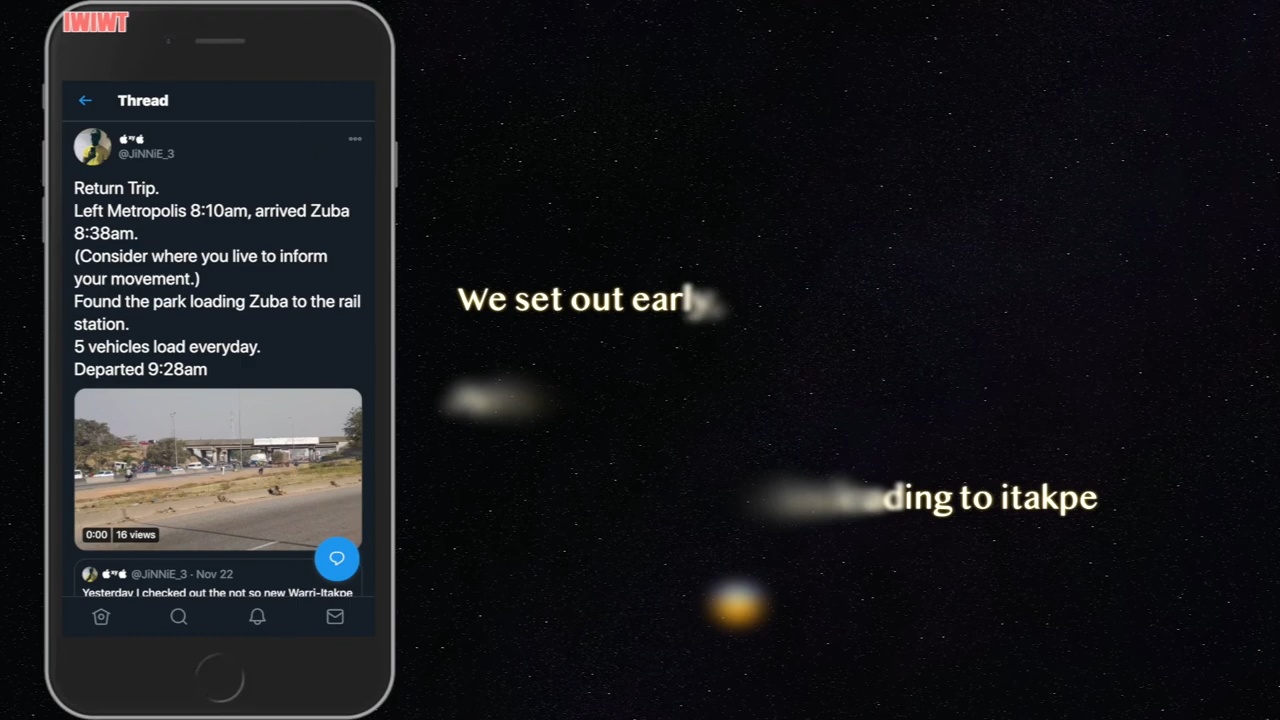 IWIWT
Thread
@JiNNiE_3
Return Trip.
Left Metropolis 8:10am, arrived Zuba
8:38am.
(Consider where you live to inform
your movement.)
Found the park loading Zuba to the rail
station.
5 vehicles load everyday.
Departed 9:28am
0:00 16 views
@JiNNiE_3 · Nov 22
Yesterday I checked out the not so new Warri-Itakpe
We set out early,
to itakpe